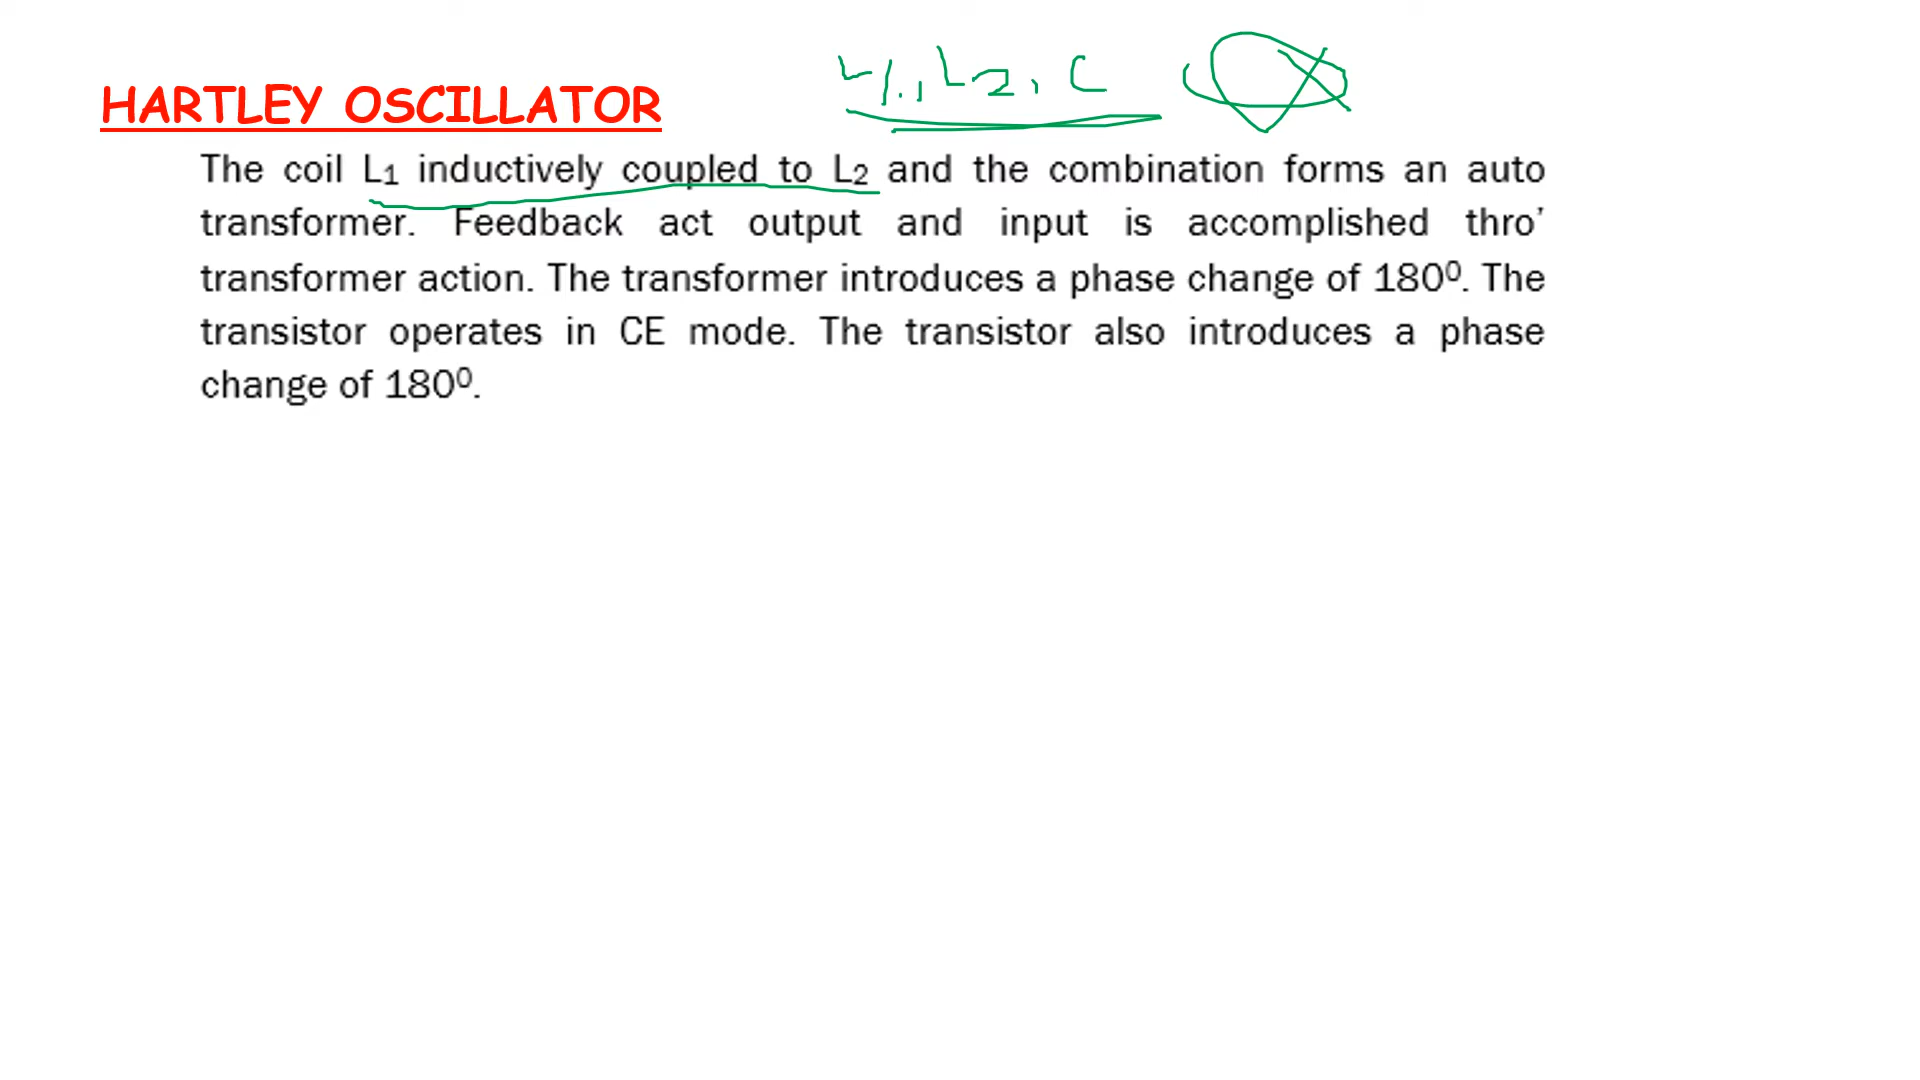 L1, L2, C
HARTLEY OSCILLATOR
The coil L1 inductively coupled to L2 and the combination forms an auto
transformer. Feedback act output and input is accomplished thro’
transformer action. The transformer introduces a phase change of 180⁰. The
transistor operates in CE mode. The transistor also introduces a phase
change of 180⁰.